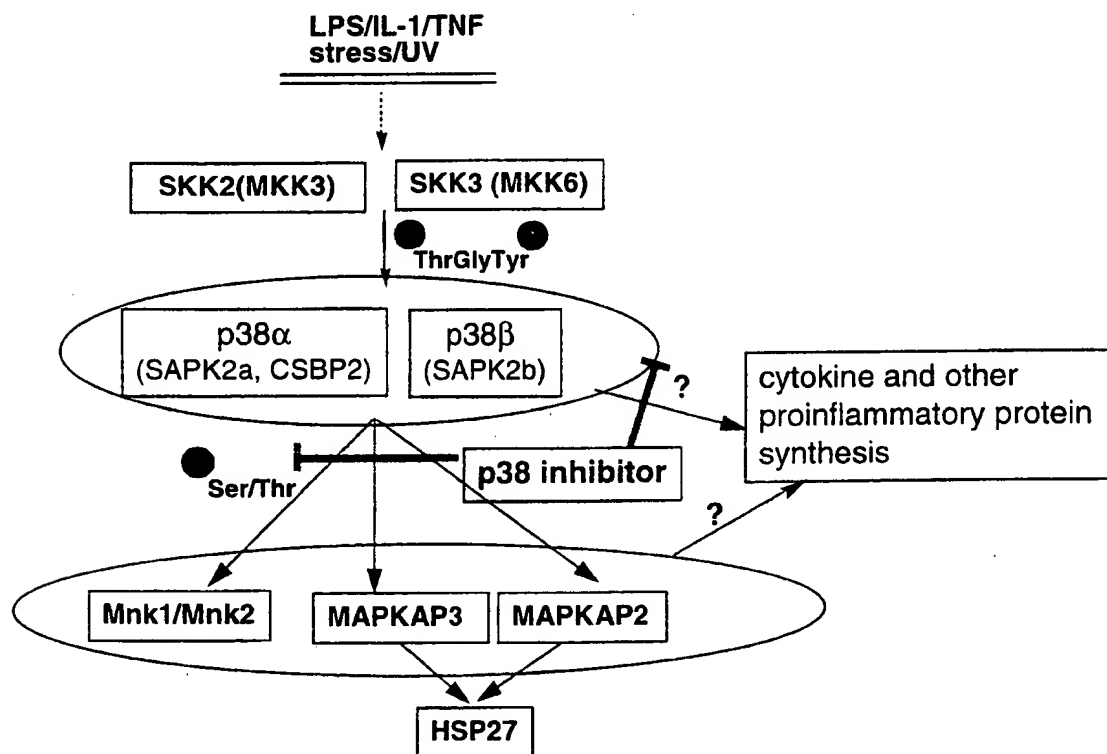 LPS/IL-1/TNF
stress/UV
SKK2(MKK3)
SKK3 (MKK6)
ThrGlyTyr
p38α
(SAPK2a, CSBP2)
p38β
(SAPK2b)
?
cytokine and other
proinflammatory protein
synthesis
p38 inhibitor
Ser/Thr
?
Mnk1/Mnk2
MAPKAP3
MAPKAP2
HSP27